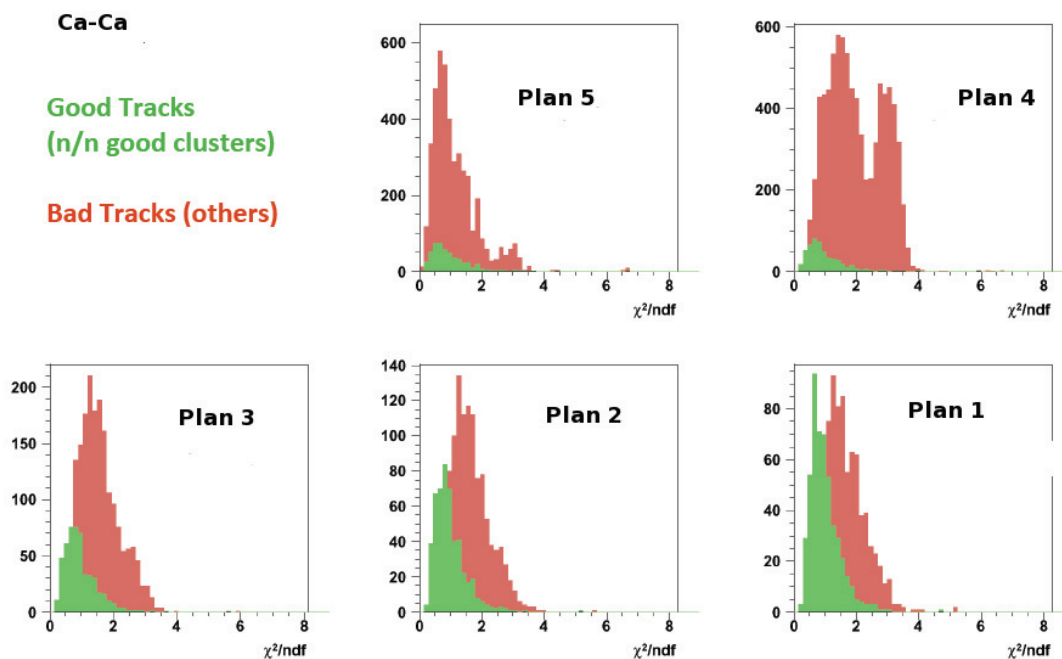 Ca-Ca
Good Tracks
(n/n good clusters)
Bad Tracks (others)
600
400
200
0
0 2 4 6 8
χ²/ndf
Plan 5
600
400
200
0
0 2 4 6 8
χ²/ndf
Plan 4
200
150
100
50
0
0 2 4 6 8
χ²/ndf
Plan 3
140
120
100
80
60
40
20
0
0 2 4 6 8
χ²/ndf
Plan 2
80
60
40
20
0
0 2 4 6 8
χ²/ndf
Plan 1